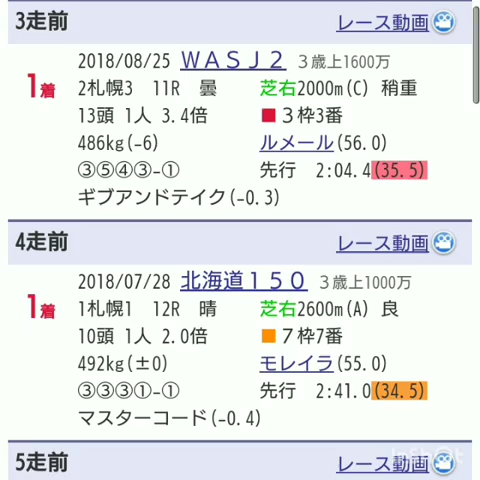 3走前 レース動画
2018/08/25 WASJ2 3歳上1600万
1着 2札幌3 11R 曇 芝右2000m(C) 稍重
13頭 1人 3.4倍 ■3枠3番
486kg(-6) ルメール(56.0)
③⑤④③-① 先行 2:04.4(35.5)
ギブアンドテイク(-0.3)
4走前 レース動画
2018/07/28 北海道150 3歳上1000万
1着 1札幌1 12R 晴 芝右2600m(A) 良
10頭 1人 2.0倍 ■7枠7番
492kg(±0) モレイラ(55.0)
③③③①-① 先行 2:41.0(34.5)
マスターコード(-0.4)
5走前 レース動画